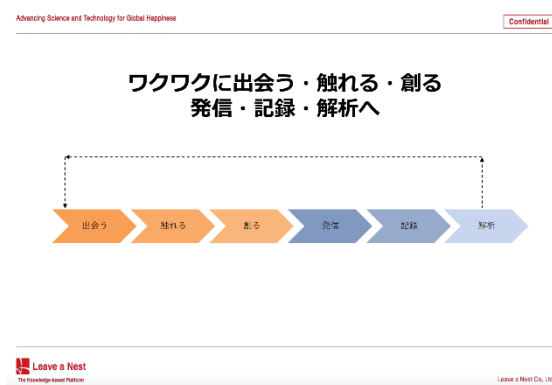 Advancing Science and Technology for Global Happiness
Confidential
ワクワクに出会う・触れる・創る
発信・記録・解析へ
出会う
触れる
創る
発信
記録
解析
Leave a Nest
The Knowledge-based Platform
Leave a Nest Co., Ltd